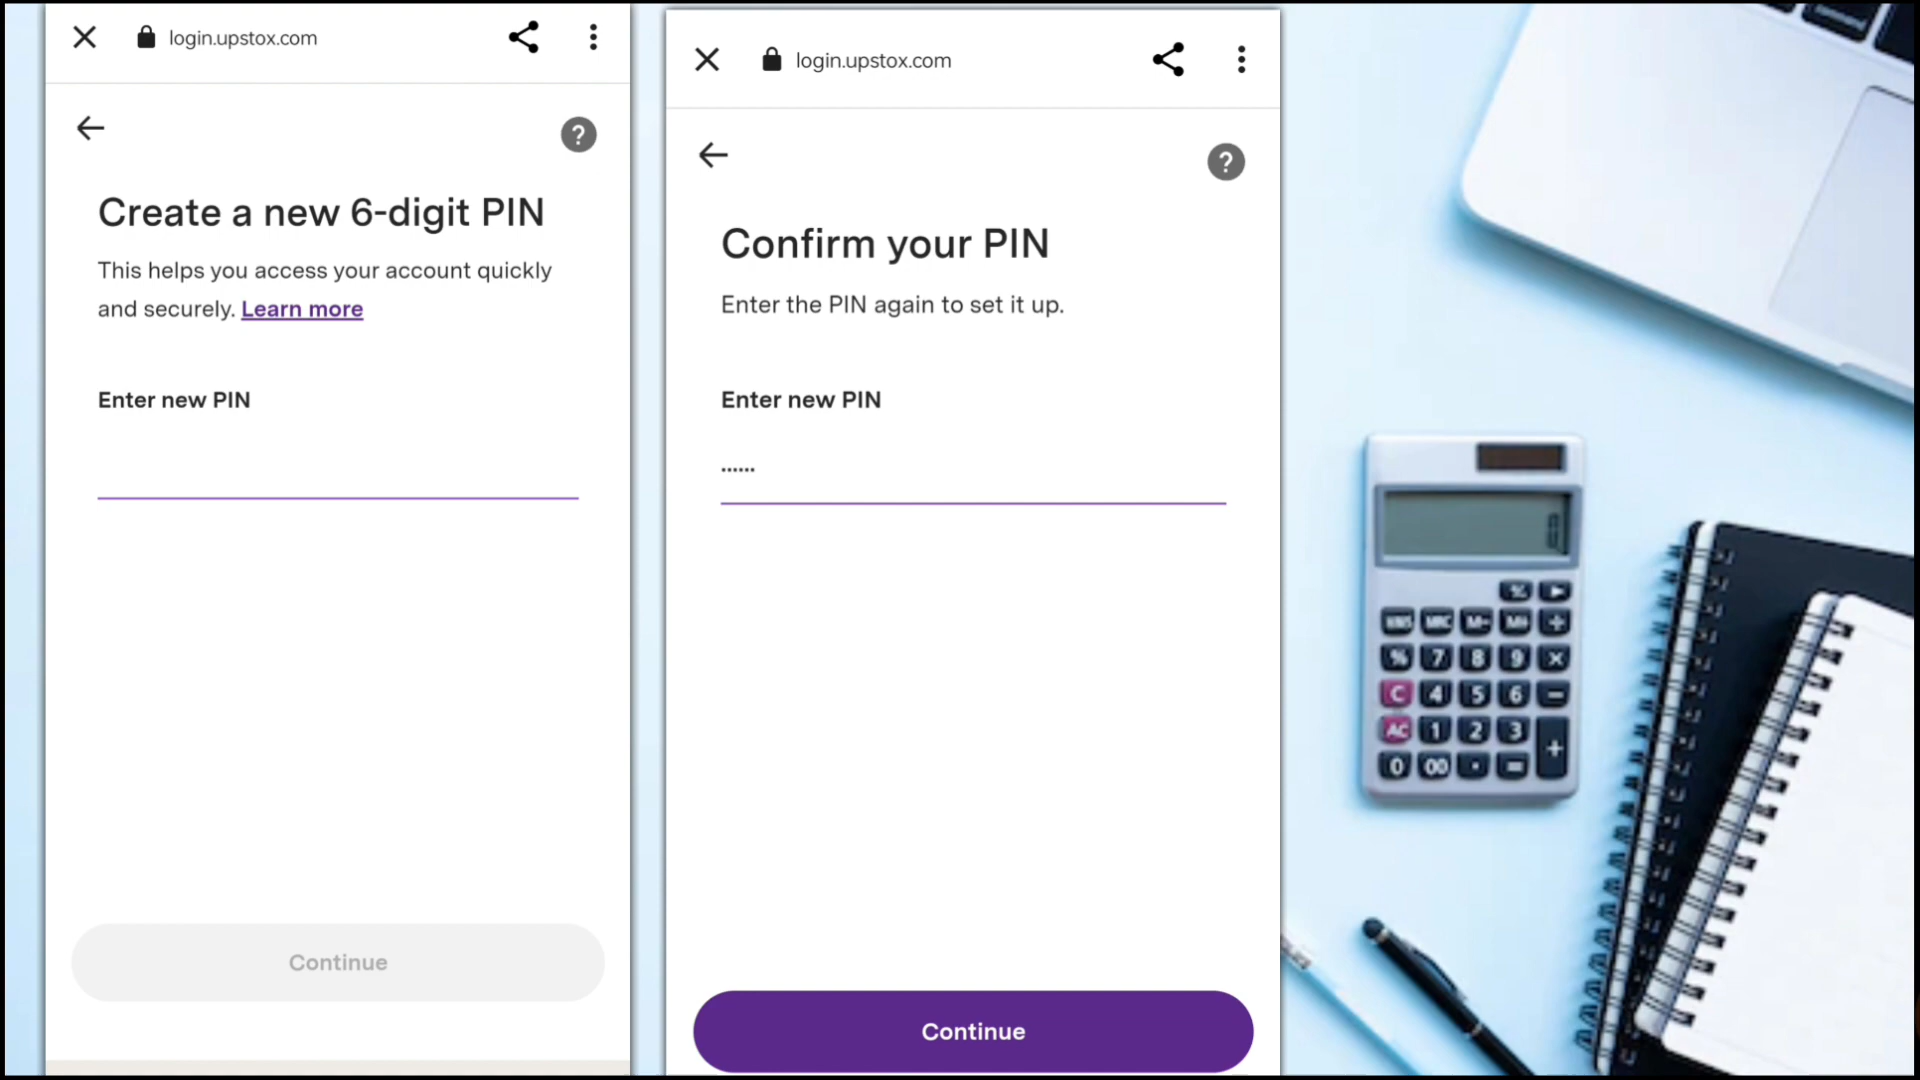 login.upstox.com
Create a new 6-digit PIN
This helps you access your account quickly
and securely. Learn more
Enter new PIN
Continue
login.upstox.com
Confirm your PIN
Enter the PIN again to set it up.
Enter new PIN
······
Continue
% 7 8 9 ×
C 4 5 6 −
AC 1 2 3 +
0 00 · =